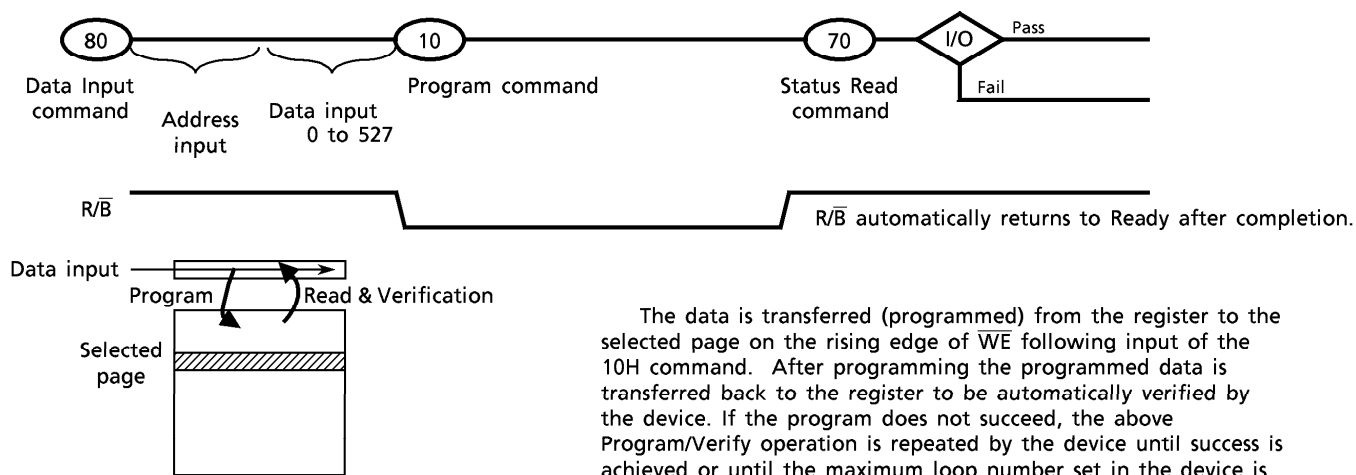 80
10
70
I/O
Pass
Fail
Data Input
command
Address
input
Data input
0 to 527
Program command
Status Read
command
R/B̅
R/B̅ automatically returns to Ready after completion.
Data input
Program
Read & Verification
Selected
page
The data is transferred (programmed) from the register to the
selected page on the rising edge of W̅E̅ following input of the
10H command. After programming the programmed data is
transferred back to the register to be automatically verified by
the device. If the program does not succeed, the above
Program/Verify operation is repeated by the device until success is
achieved or until the maximum loop number set in the device is